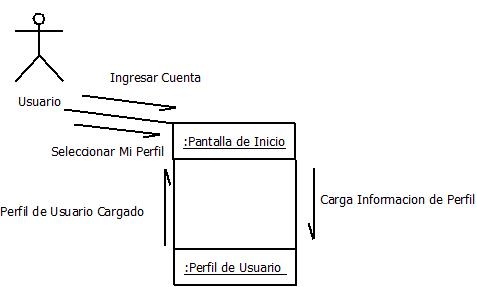 Ingresar Cuenta
Usuario
:Pantalla de Inicio
Seleccionar Mi Perfil
Carga Informacion de Perfil
Perfil de Usuario Cargado
:Perfil de Usuario